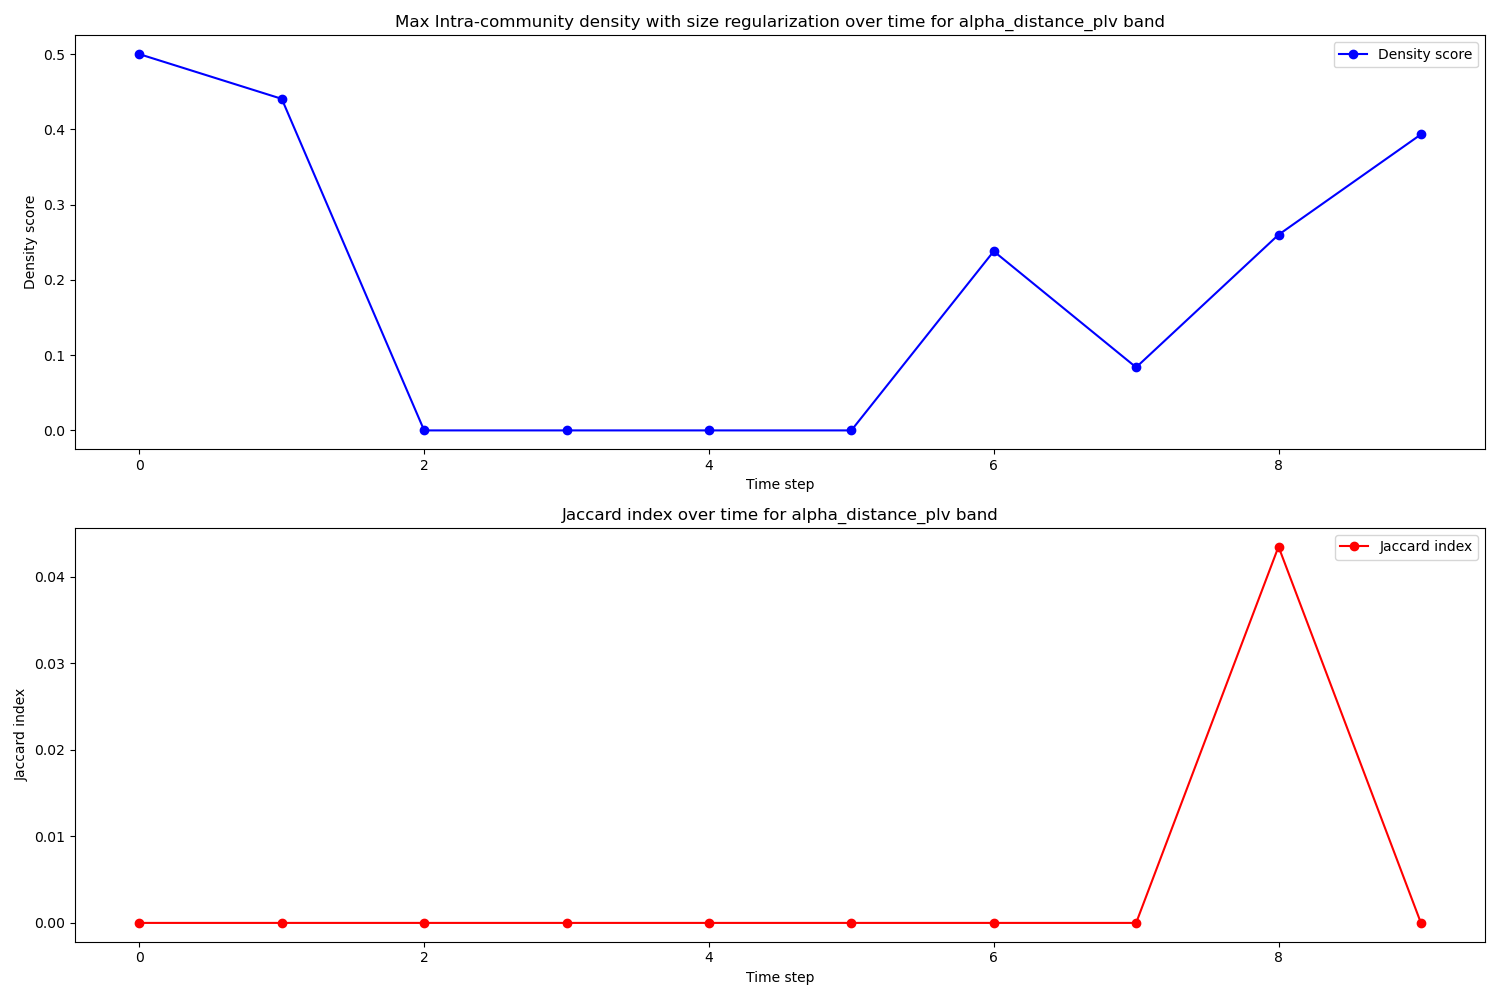 Max Intra-community density with size regularization over time for alpha_distance_plv band
Density score
0.5
0.4
0.3
0.2
0.1
0.0
Density score
0 2 4 6 8
Time step
Jaccard index over time for alpha_distance_plv band
Jaccard index
0.04
0.03
0.02
0.01
0.00
Jaccard index
0 2 4 6 8
Time step